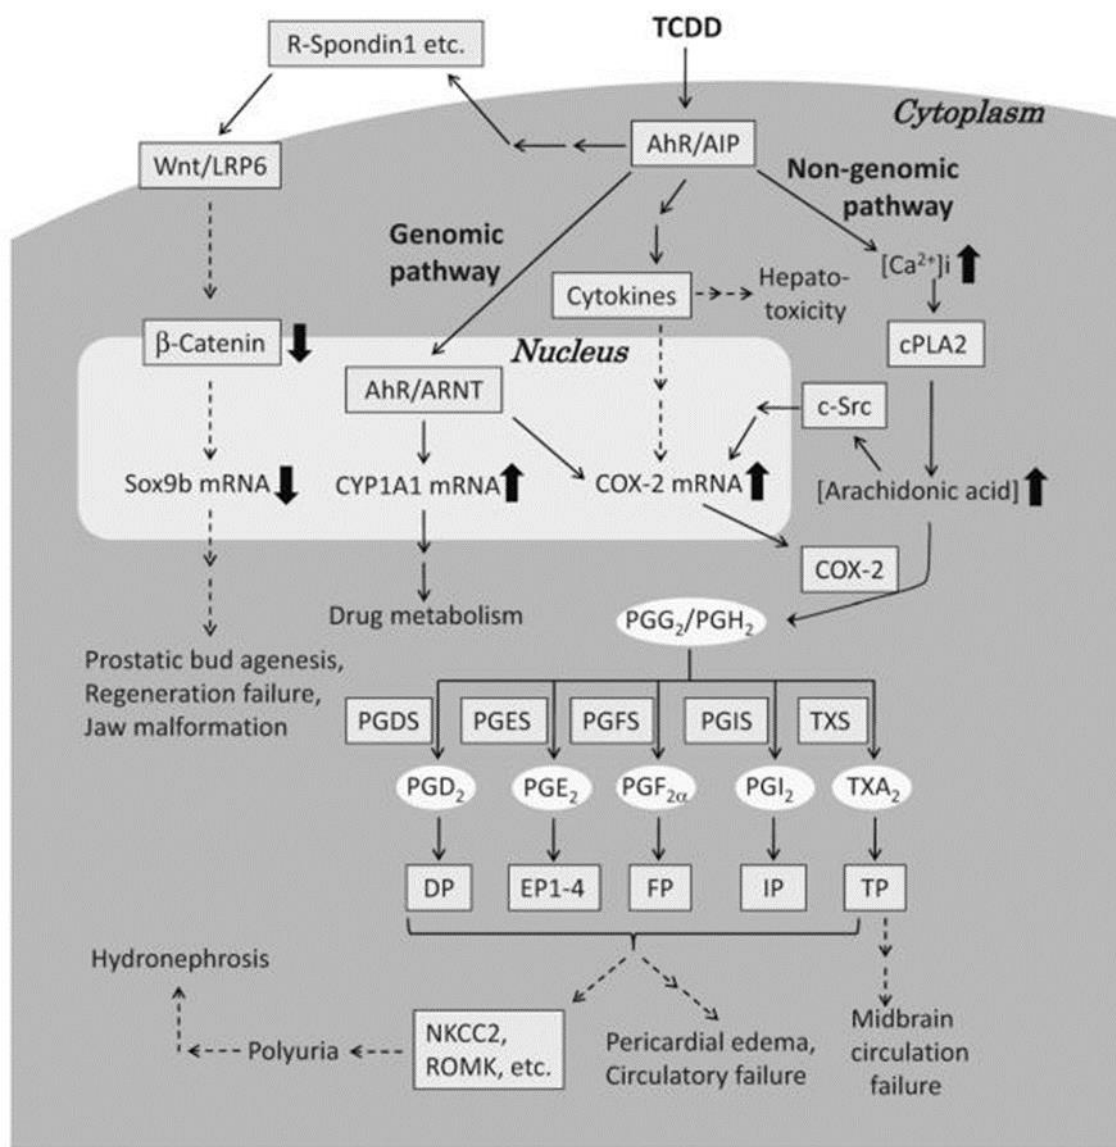 TCDD
R-Spondin1 etc.
Cytoplasm
AhR/AIP
Wnt/LRP6
Non-genomic
pathway
Genomic
pathway
[Ca²⁺]i
Cytokines
Hepato-
toxicity
β-Catenin
Nucleus
cPLA2
AhR/ARNT
c-Src
Sox9b mRNA
CYP1A1 mRNA
COX-2 mRNA
[Arachidonic acid]
COX-2
Drug metabolism
PGG₂/PGH₂
Prostatic bud agenesis,
Regeneration failure,
Jaw malformation
PGDS
PGES
PGFS
PGIS
TXS
PGD₂
PGE₂
PGF₂α
PGI₂
TXA₂
DP
EP1-4
FP
IP
TP
Hydronephrosis
Polyuria
NKCC2,
ROMK, etc.
Pericardial edema,
Circulatory failure
Midbrain
circulation
failure